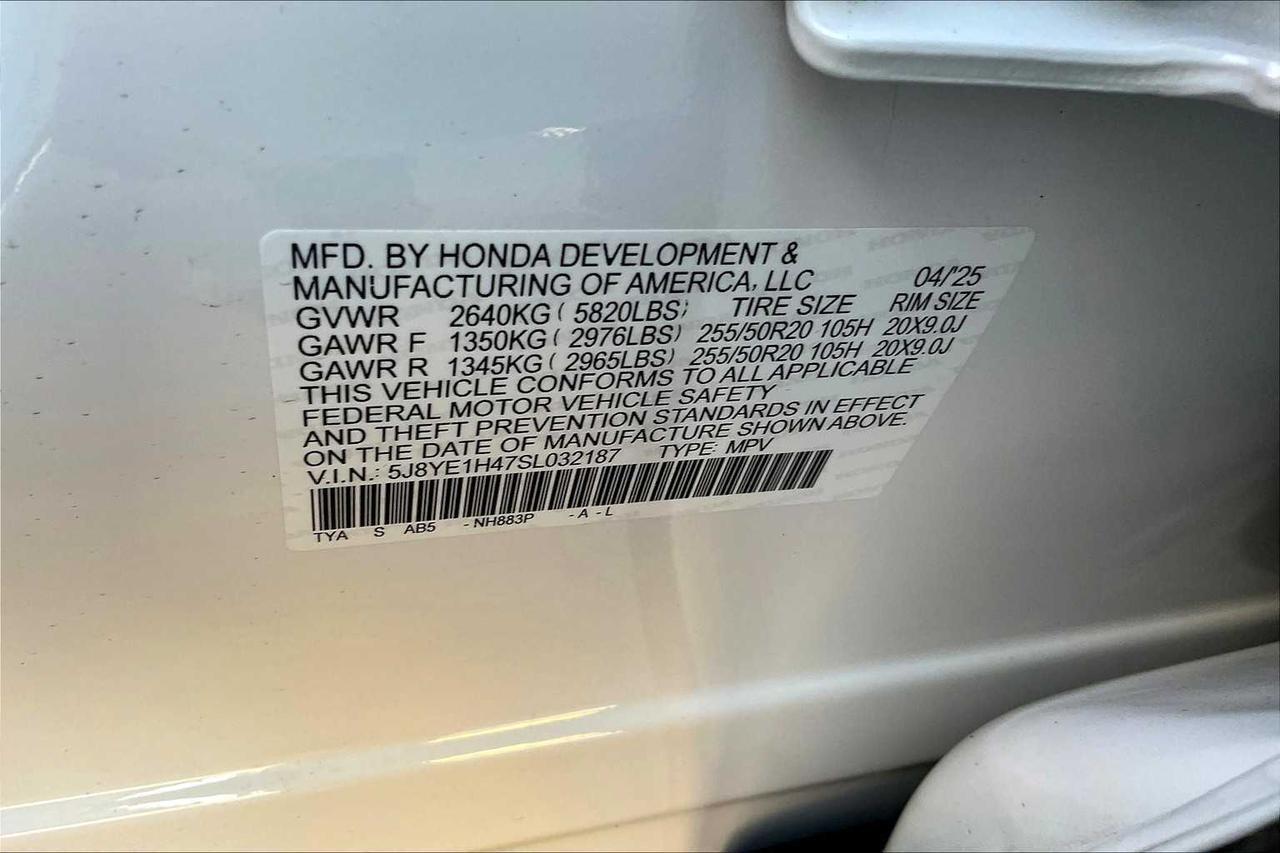 MFD. BY HONDA DEVELOPMENT &
MANUFACTURING OF AMERICA, LLC 04/'25
GVWR 2640KG ( 5820LBS) TIRE SIZE RIM SIZE
GAWR F 1350KG ( 2976LBS) 255/50R20 105H 20X9.0J
GAWR R 1345KG ( 2965LBS) 255/50R20 105H 20X9.0J
THIS VEHICLE CONFORMS TO ALL APPLICABLE
FEDERAL MOTOR VEHICLE SAFETY
AND THEFT PREVENTION STANDARDS IN EFFECT
ON THE DATE OF MANUFACTURE SHOWN ABOVE.
V.I.N.: 5J8YE1H47SL032187 TYPE: MPV
TYA S AB5 - NH883P - A - L